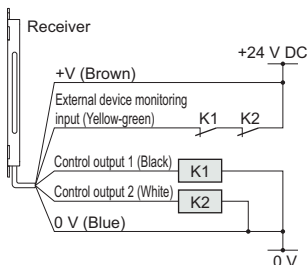 Receiver
+24 V DC
+V (Brown)
External device monitoring
input (Yellow-green)
K1 K2
Control output 1 (Black)
K1
Control output 2 (White)
K2
0 V (Blue)
0 V